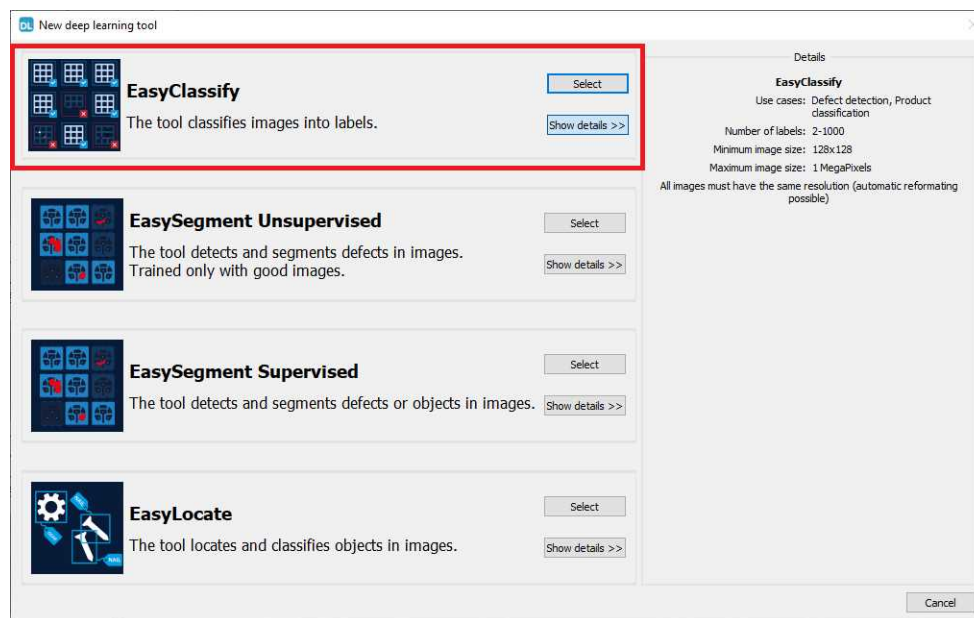 DL New deep learning tool
EasyClassify
The tool classifies images into labels.
Select
Show details >>
EasySegment Unsupervised
The tool detects and segments defects in images.
Trained only with good images.
Select
Show details >>
EasySegment Supervised
The tool detects and segments defects or objects in images.
Select
Show details >>
EasyLocate
The tool locates and classifies objects in images.
Select
Show details >>
Details
EasyClassify
Use cases: Defect detection, Product
classification
Number of labels: 2-1000
Minimum image size: 128x128
Maximum image size: 1 MegaPixels
All images must have the same resolution (automatic reformating
possible)
Cancel